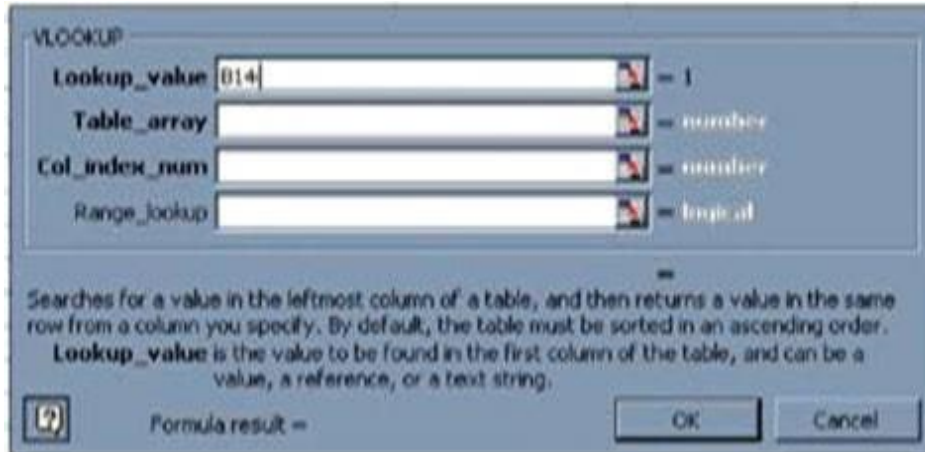 VLOOKUP
Lookup_value B14 = 1
Table_array = number
Col_index_num = number
Range_lookup = logical
=
Searches for a value in the leftmost column of a table, and then returns a value in the same
row from a column you specify. By default, the table must be sorted in an ascending order.
Lookup_value is the value to be found in the first column of the table, and can be a
value, a reference, or a text string.
Formula result =
OK
Cancel